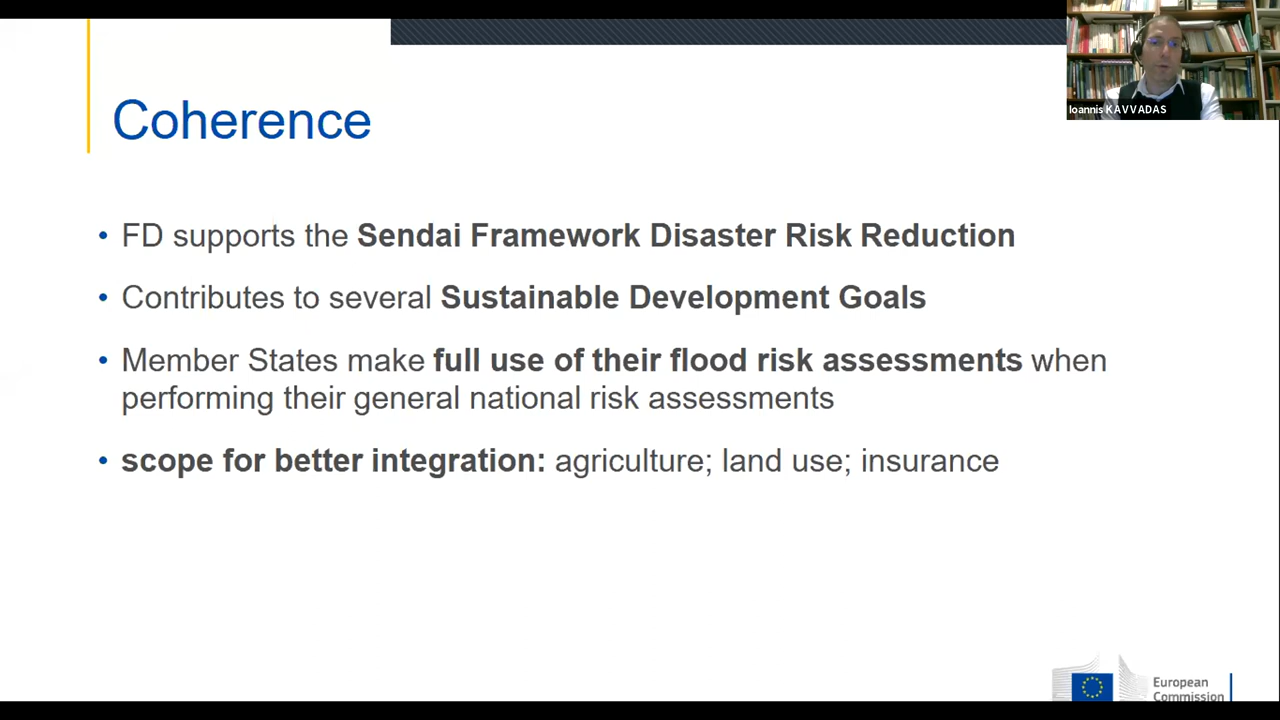 Ioannis KAVVADAS
Coherence
• FD supports the Sendai Framework Disaster Risk Reduction
• Contributes to several Sustainable Development Goals
• Member States make full use of their flood risk assessments when
performing their general national risk assessments
• scope for better integration: agriculture; land use; insurance
European
Commission